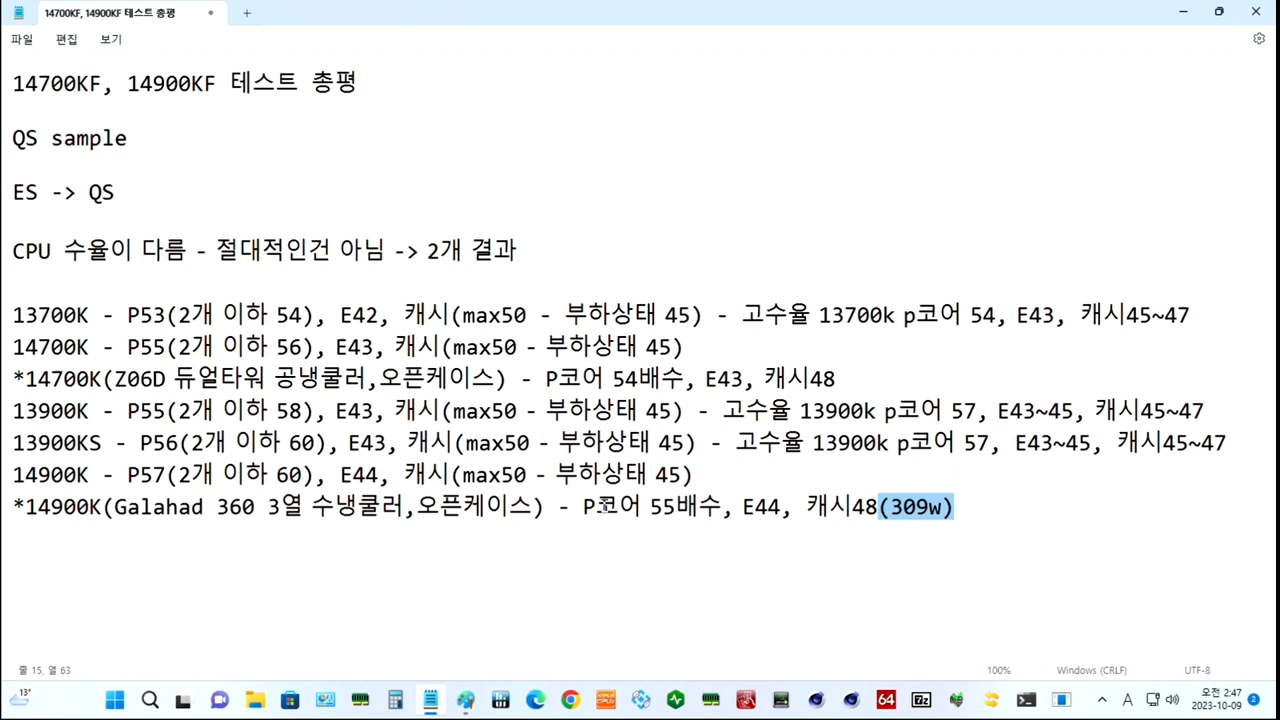 14700KF, 14900KF 테스트 총평
파일 편집 보기
14700KF, 14900KF 테스트 총평
QS sample
ES -> QS
CPU 수율이 다름 - 절대적인건 아님 -> 2개 결과
13700K - P53(2개 이하 54), E42, 캐시(max50 - 부하상태 45) - 고수율 13700k p코어 54, E43, 캐시45~47
14700K - P55(2개 이하 56), E43, 캐시(max50 - 부하상태 45)
*14700K(Z06D 듀얼타워 공냉쿨러,오픈케이스) - P코어 54배수, E43, 캐시48
13900K - P55(2개 이하 58), E43, 캐시(max50 - 부하상태 45) - 고수율 13900k p코어 57, E43~45, 캐시45~47
13900KS - P56(2개 이하 60), E43, 캐시(max50 - 부하상태 45) - 고수율 13900k p코어 57, E43~45, 캐시45~47
14900K - P57(2개 이하 60), E44, 캐시(max50 - 부하상태 45)
*14900K(Galahad 360 3열 수냉쿨러,오픈케이스) - P코어 55배수, E44, 캐시48(309w)
줄 15, 열 63 100% Windows (CRLF) UTF-8
13° 64 7z A 오전 2:47
2023-10-09 2